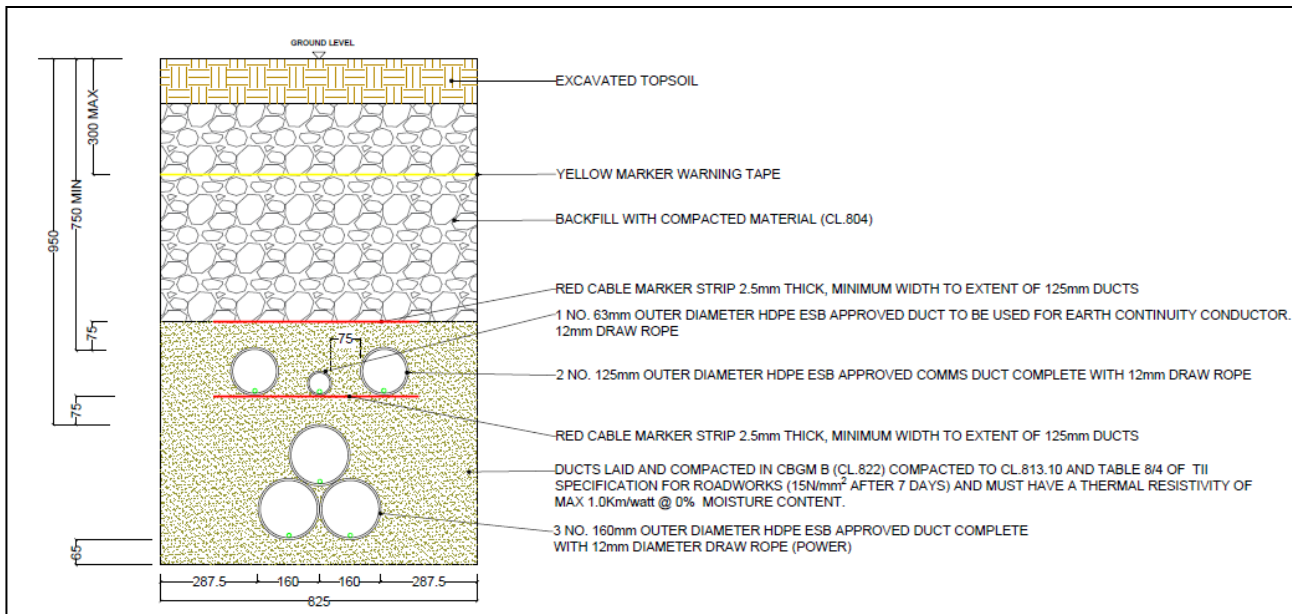 GROUND LEVEL
EXCAVATED TOPSOIL
300 MAX
YELLOW MARKER WARNING TAPE
750 MIN
BACKFILL WITH COMPACTED MATERIAL (CL.804)
950
RED CABLE MARKER STRIP 2.5mm THICK, MINIMUM WIDTH TO EXTENT OF 125mm DUCTS
1 NO. 63mm OUTER DIAMETER HDPE ESB APPROVED DUCT TO BE USED FOR EARTH CONTINUITY CONDUCTOR.
12mm DRAW ROPE
75
75
2 NO. 125mm OUTER DIAMETER HDPE ESB APPROVED COMMS DUCT COMPLETE WITH 12mm DRAW ROPE
75
RED CABLE MARKER STRIP 2.5mm THICK, MINIMUM WIDTH TO EXTENT OF 125mm DUCTS
DUCTS LAID AND COMPACTED IN CBGM B (CL.822) COMPACTED TO CL.813.10 AND TABLE 8/4 OF TII
SPECIFICATION FOR ROADWORKS (15N/mm² AFTER 7 DAYS) AND MUST HAVE A THERMAL RESISTIVITY OF
MAX 1.0Km/watt @ 0% MOISTURE CONTENT.
3 NO. 160mm OUTER DIAMETER HDPE ESB APPROVED DUCT COMPLETE
WITH 12mm DIAMETER DRAW ROPE (POWER)
65
287.5 160 160 287.5
825